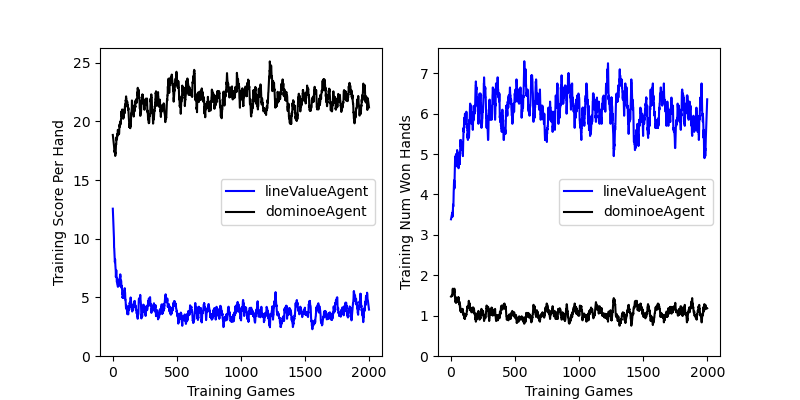 Training Score Per Hand
25
20
15
10
5
0
0 500 1000 1500 2000
Training Games
lineValueAgent
dominoeAgent
Training Num Won Hands
7
6
5
4
3
2
1
0
0 500 1000 1500 2000
Training Games
lineValueAgent
dominoeAgent